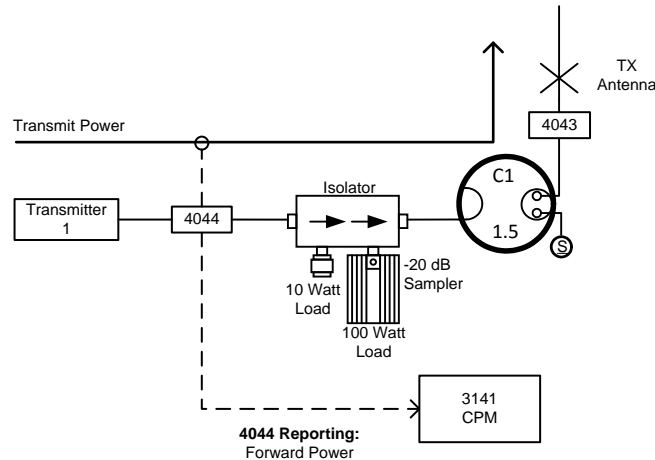 TX
Antenna
4043
Transmit Power
C1
Isolator
Transmitter
1
4044
1.5
S
-20 dB
Sampler
10 Watt
Load
100 Watt
Load
3141
CPM
4044 Reporting:
Forward Power